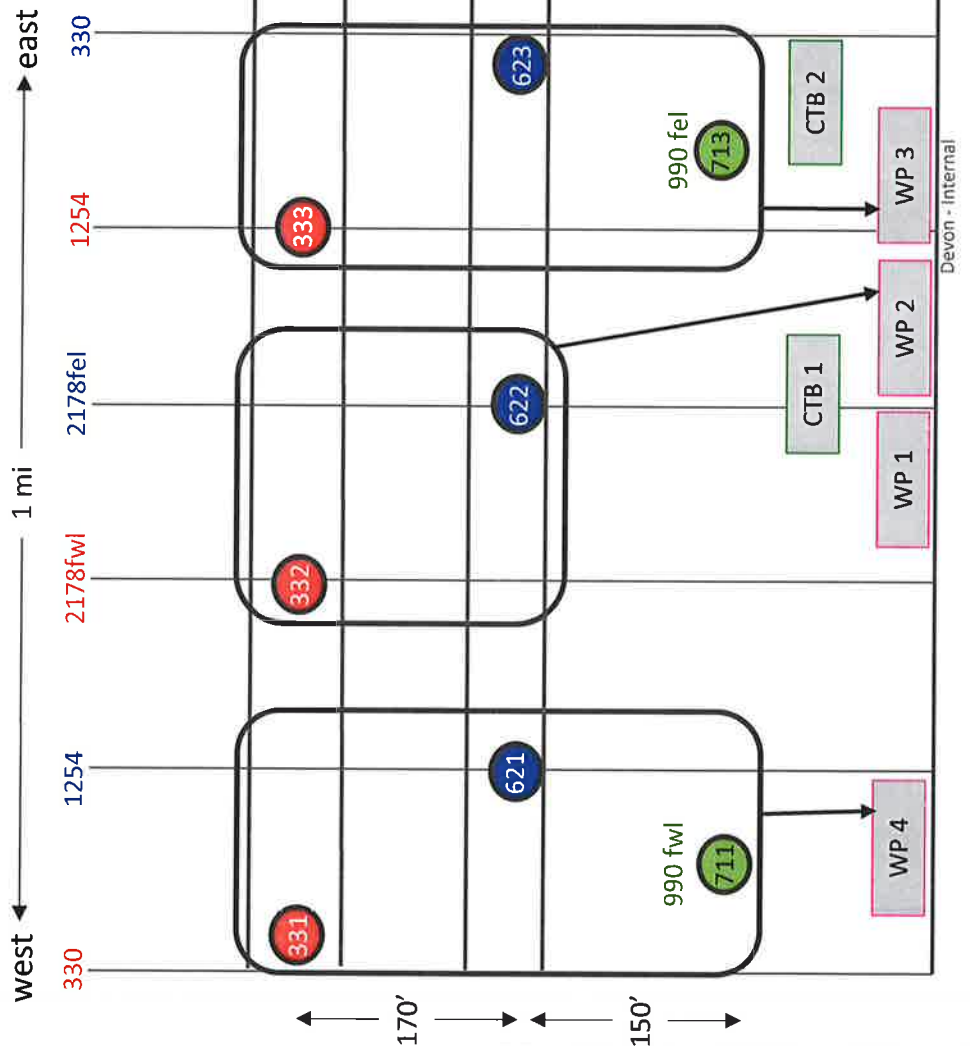 west 1 mi east
330 1254 2178fwl 2178fel 1254 330
331 332 333
170'
621 622 623
150'
990 fwl 990 fel
711 713
CTB 1 CTB 2
WP 4 WP 1 WP 2 WP 3
Devon - Internal